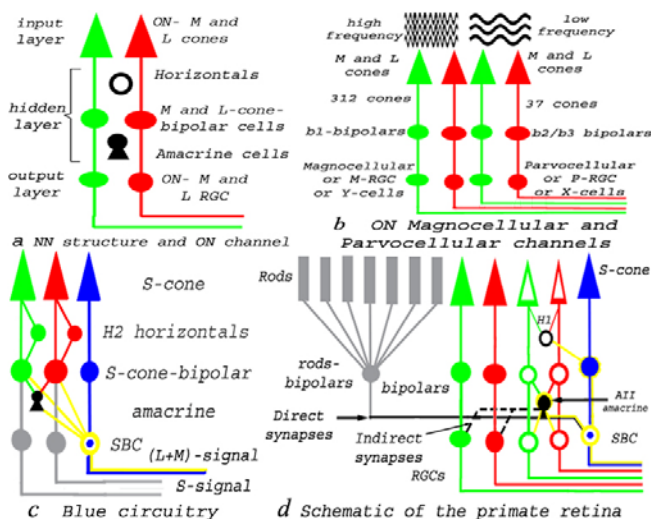 input
layer
ON- M and
L cones
Horizontals
hidden
layer
M and L-cone-
bipolar cells
Amacrine cells
output
layer
ON- M and
L RGC
a NN structure and ON channel
high
frequency
low
frequency
M and L
cones
M and L
cones
312 cones
37 cones
b1-bipolars
b2/b3 bipolars
Magnocellular
or M-RGC
or Y-cells
Parvocellular
or P-RGC
or X-cells
b ON Magnocellular and
Parvocellular channels
S-cone
H2 horizontals
S-cone-bipolar
amacrine
SBC
(L+M)-signal
S-signal
c Blue circuitry
Rods
S-cone
H1
rods-
bipolars
bipolars
Direct
synapses
Indirect
synapses
AII
amacrine
SBC
RGCs
d Schematic of the primate retina